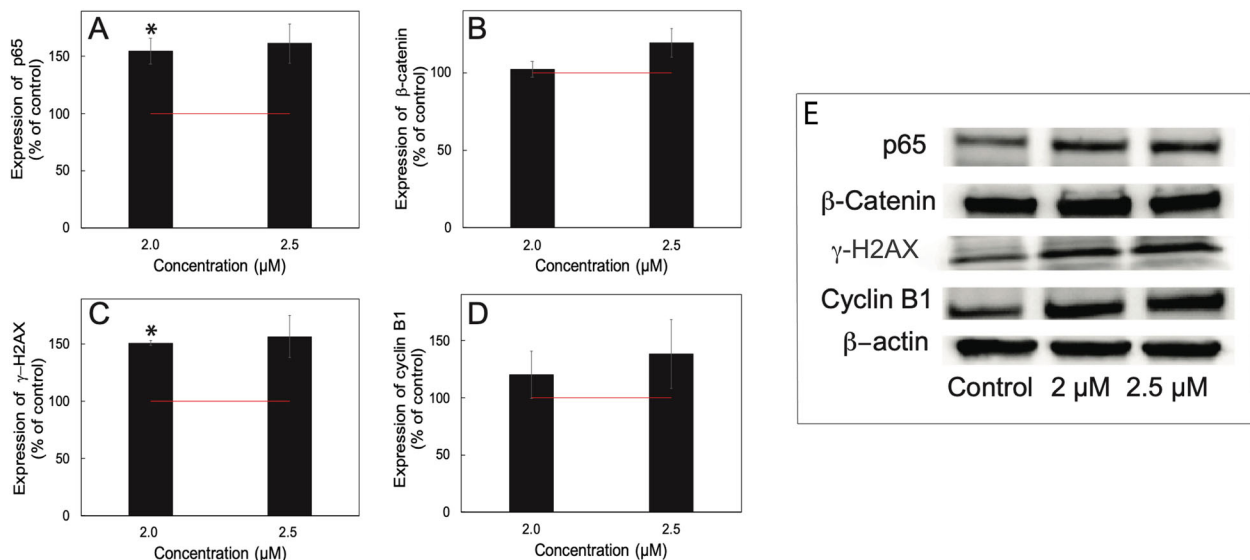 A
*
Expression of p65
(% of control)
150
100
50
0
2.0
2.5
Concentration (µM)
B
Expression of β-catenin
(% of control)
100
50
0
2.0
2.5
Concentration (µM)
C
*
Expression of γ-H2AX
(% of control)
150
100
50
0
2.0
2.5
Concentration (µM)
D
Expression of cyclin B1
(% of control)
150
100
50
0
2.0
2.5
Concentration (µM)
E
p65
β-Catenin
γ-H2AX
Cyclin B1
β-actin
Control 2 µM 2.5 µM